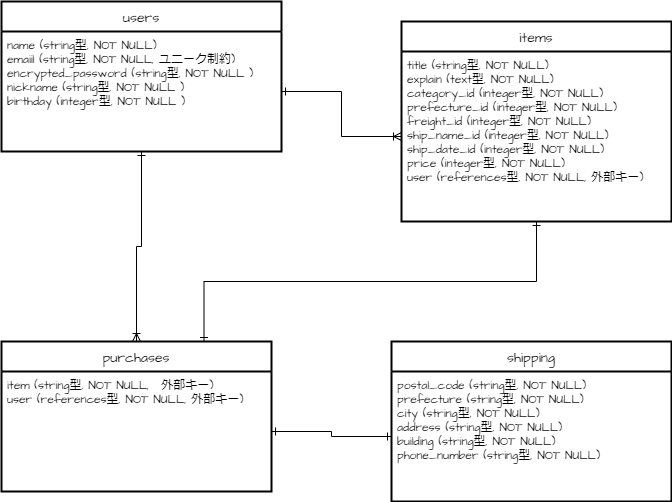 users
name (string型, NOT NULL)
emaiil (string型, NOT NULL, ユニーク制約)
encrypted_password (string型, NOT NULL )
nickname (string型, NOT NULL )
birthday (integer型, NOT NULL )
items
title (string型, NOT NULL)
explain (text型, NOT NULL)
category_id (integer型, NOT NULL)
prefecture_id (integer型, NOT NULL)
freight_id (integer型, NOT NULL)
ship_name_id (integer型, NOT NULL)
ship_date_id (integer型, NOT NULL)
price (integer型, NOT NULL)
user (references型, NOT NULL, 外部キー)
purchases
item (string型, NOT NULL,　外部キー)
user (references型, NOT NULL, 外部キー)
shipping
postal_code (string型, NOT NULL)
prefecture (string型, NOT NULL)
city (string型, NOT NULL)
address (string型, NOT NULL)
building (string型, NOT NULL)
phone_number (string型, NOT NULL)